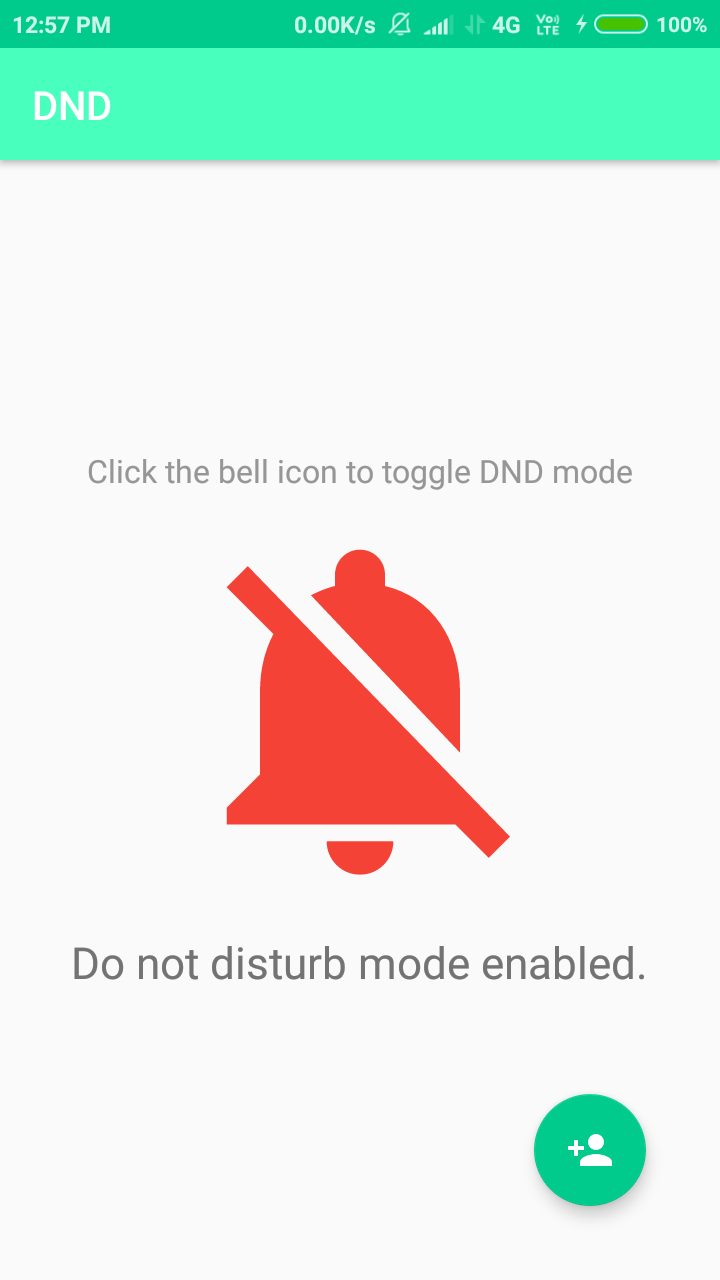 12:57 PM 0.00K/s 4G Vo LTE 100%
DND
Click the bell icon to toggle DND mode
Do not disturb mode enabled.